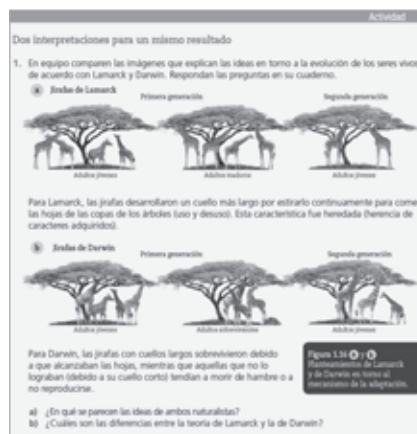 Actividad
Dos interpretaciones para un mismo resultado
1. En equipo comparen las imágenes que explican las ideas en torno a la evolución de los seres vivos
de acuerdo con Lamarck y Darwin. Respondan las preguntas en su cuaderno.
a Jirafas de Lamarck
Primera generación
Segunda generación
Adultos jóvenes
Adultos maduros
Adultos jóvenes
Para Lamarck, las jirafas desarrollaron un cuello más largo por estirarlo continuamente para come
las hojas de las copas de los árboles (uso y desuso). Esta característica fue heredada (herencia de
caracteres adquiridos).
b Jirafas de Darwin
Primera generación
Segunda generación
Adultos jóvenes
Adultos sobrevivientes
Adultos jóvenes
Para Darwin, las jirafas con cuellos largos sobrevivieron debido
a que alcanzaban las hojas, mientras que aquellas que no lo
lograban (debido a su cuello corto) tendían a morir de hambre o a
no reproducirse.
Figura 1.16 a y b
Planteamientos de Lamarck
y de Darwin en torno al
mecanismo de la adaptación.
a) ¿En qué se parecen las ideas de ambos naturalistas?
b) ¿Cuáles son las diferencias entre la teoría de Lamarck y la de Darwin?